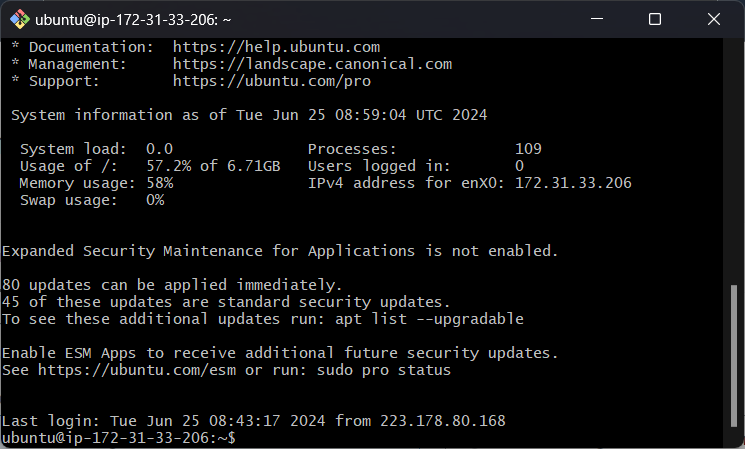 ubuntu@ip-172-31-33-206: ~
* Documentation:  https://help.ubuntu.com
* Management:     https://landscape.canonical.com
* Support:        https://ubuntu.com/pro
System information as of Tue Jun 25 08:59:04 UTC 2024
System load:  0.0               Processes:             109
Usage of /:   57.2% of 6.71GB   Users logged in:       0
Memory usage: 58%               IPv4 address for enX0: 172.31.33.206
Swap usage:   0%
Expanded Security Maintenance for Applications is not enabled.
80 updates can be applied immediately.
45 of these updates are standard security updates.
To see these additional updates run: apt list --upgradable
Enable ESM Apps to receive additional future security updates.
See https://ubuntu.com/esm or run: sudo pro status
Last login: Tue Jun 25 08:43:17 2024 from 223.178.80.168
ubuntu@ip-172-31-33-206:~$